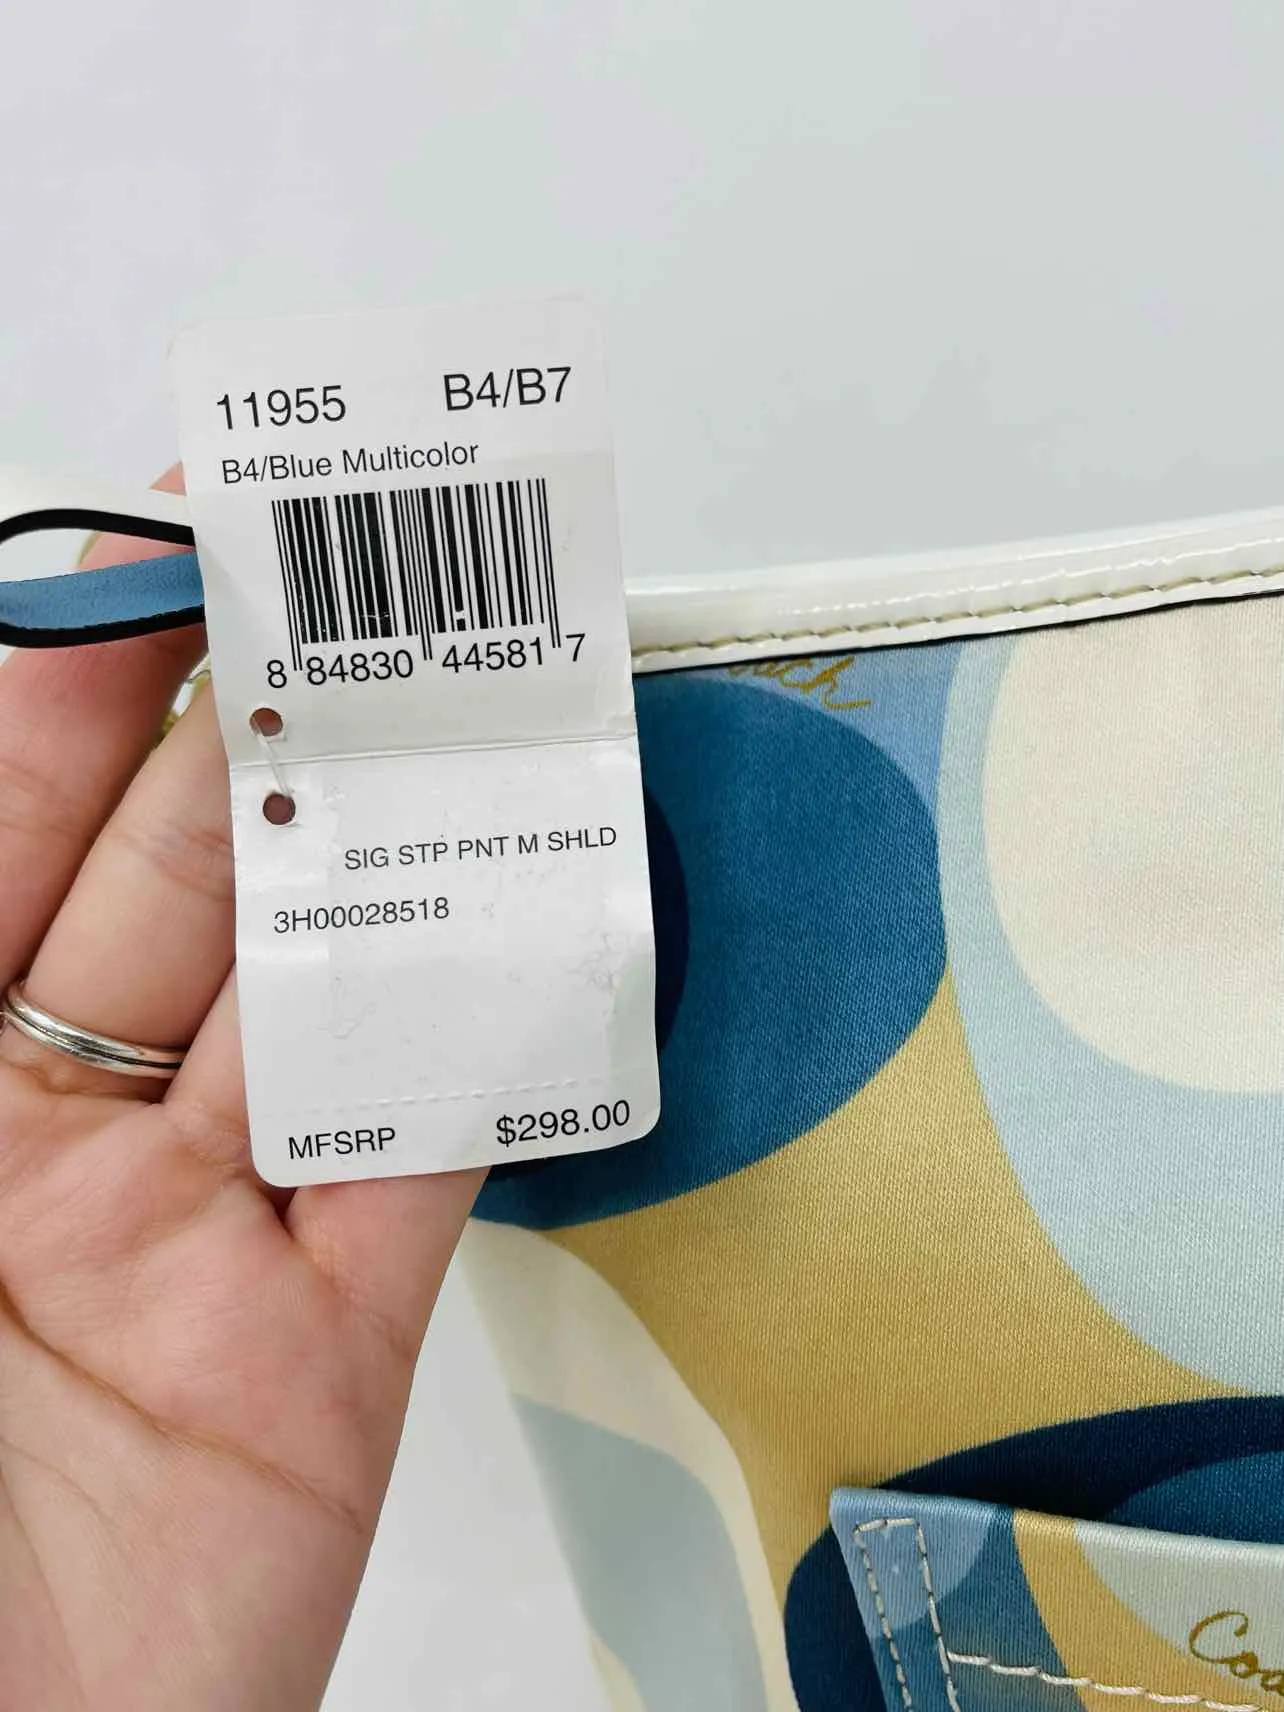 11955 B4/B7
B4/Blue Multicolor
8 84830 44581 7
SIG STP PNT M SHLD
3H00028518
MFSRP $298.00